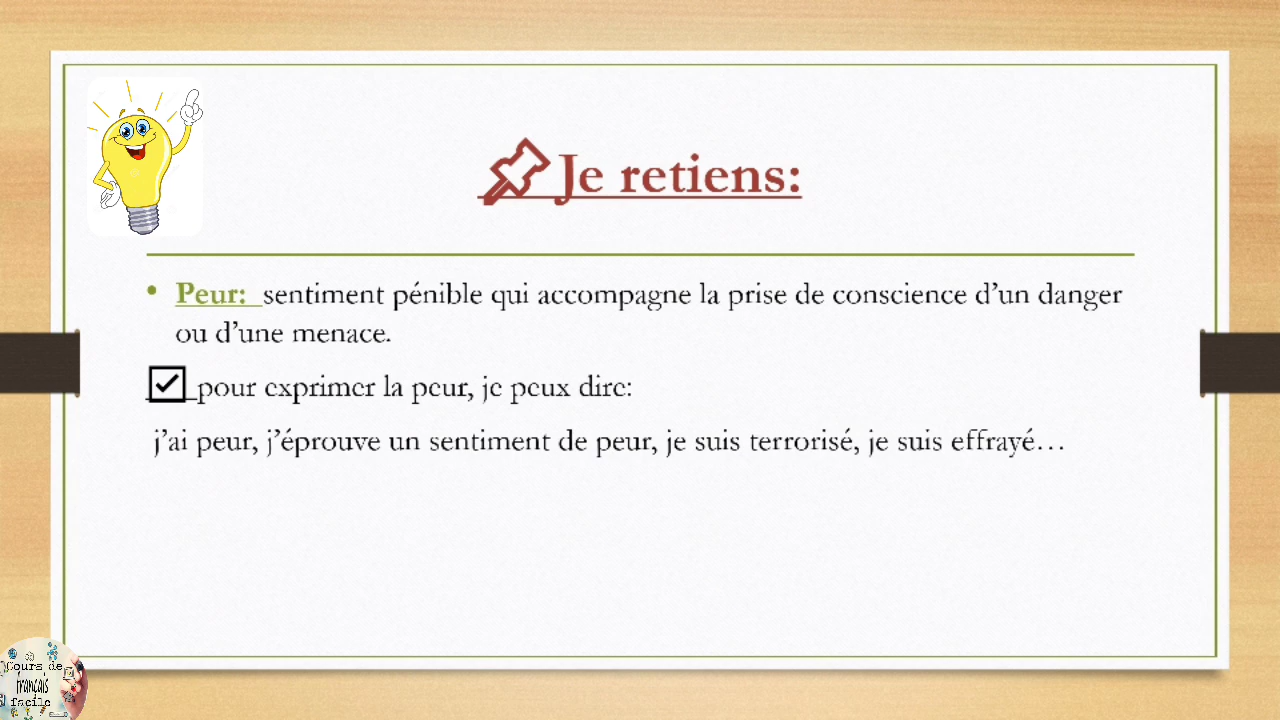 Je retiens:
• Peur: sentiment pénible qui accompagne la prise de conscience d’un danger
ou d’une menace.
☑ pour exprimer la peur, je peux dire:
j’ai peur, j’éprouve un sentiment de peur, je suis terrorisé, je suis effrayé…
Cours de
français
facile